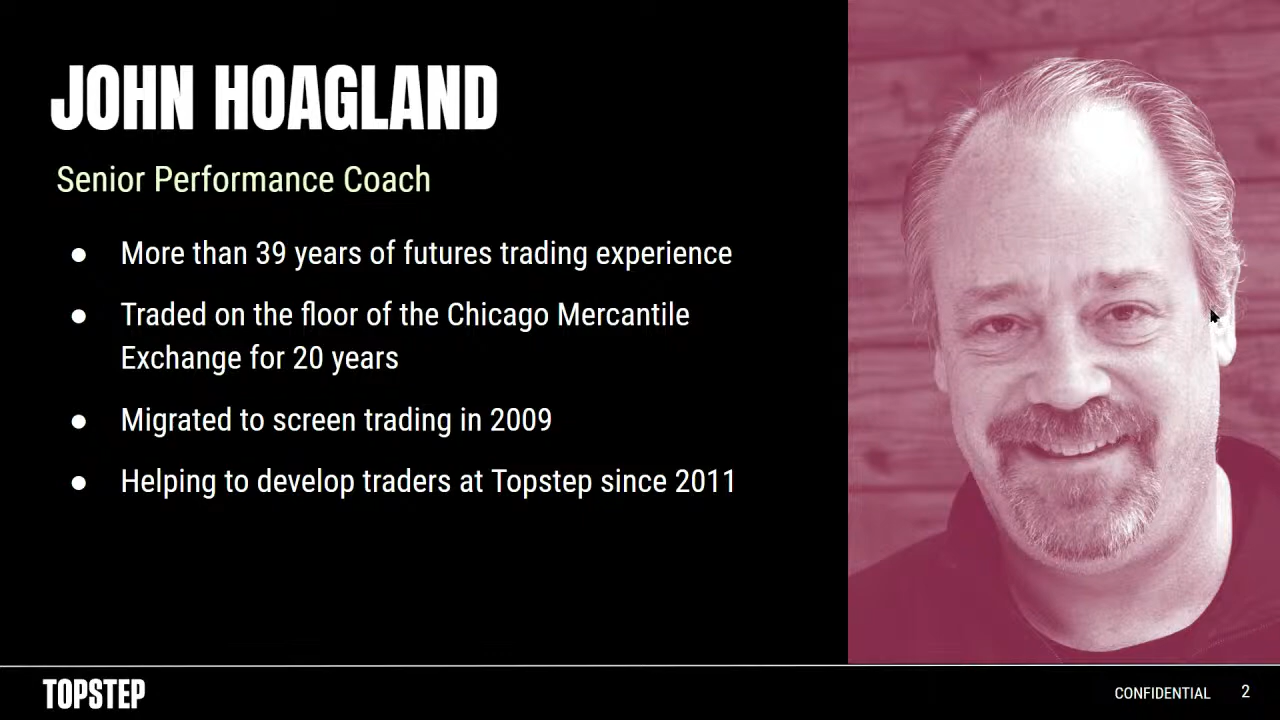 JOHN HOAGLAND
Senior Performance Coach
● More than 39 years of futures trading experience
● Traded on the floor of the Chicago Mercantile
Exchange for 20 years
● Migrated to screen trading in 2009
● Helping to develop traders at Topstep since 2011
TOPSTEP
CONFIDENTIAL 2